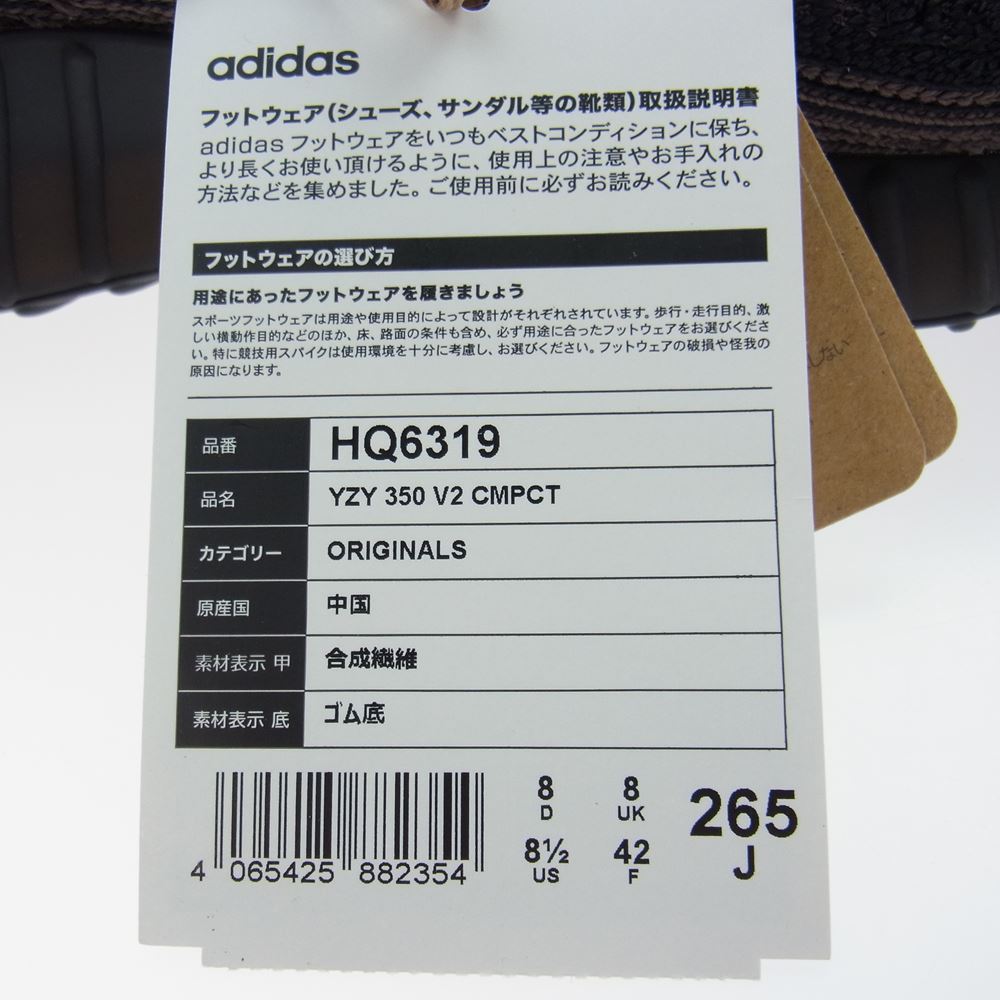 adidas
フットウェア(シューズ、サンダル等の靴類)取扱説明書
adidas フットウェアをいつもベストコンディションに保ち、
より長くお使い頂けるように、使用上の注意やお手入れの
方法などを集めました。ご使用前に必ずお読みください。
フットウェアの選び方
用途にあったフットウェアを履きましょう
スポーツフットウェアは用途や使用目的によって設計がそれぞれされています。歩行・走行目的、激
しい横動作目的などのほか、床、路面の条件も含め、必ず用途に合ったフットウェアをお選びくださ
い。特に競技用スパイクは使用環境を十分に考慮し、お選びください。フットウェアの破損や怪我の
原因になります。
しない
品番 HQ6319
品名 YZY 350 V2 CMPCT
カテゴリー ORIGINALS
原産国 中国
素材表示 甲 合成繊維
素材表示 底 ゴム底
8 8 265
D UK J
8½ 42
US F
4 065425 882354